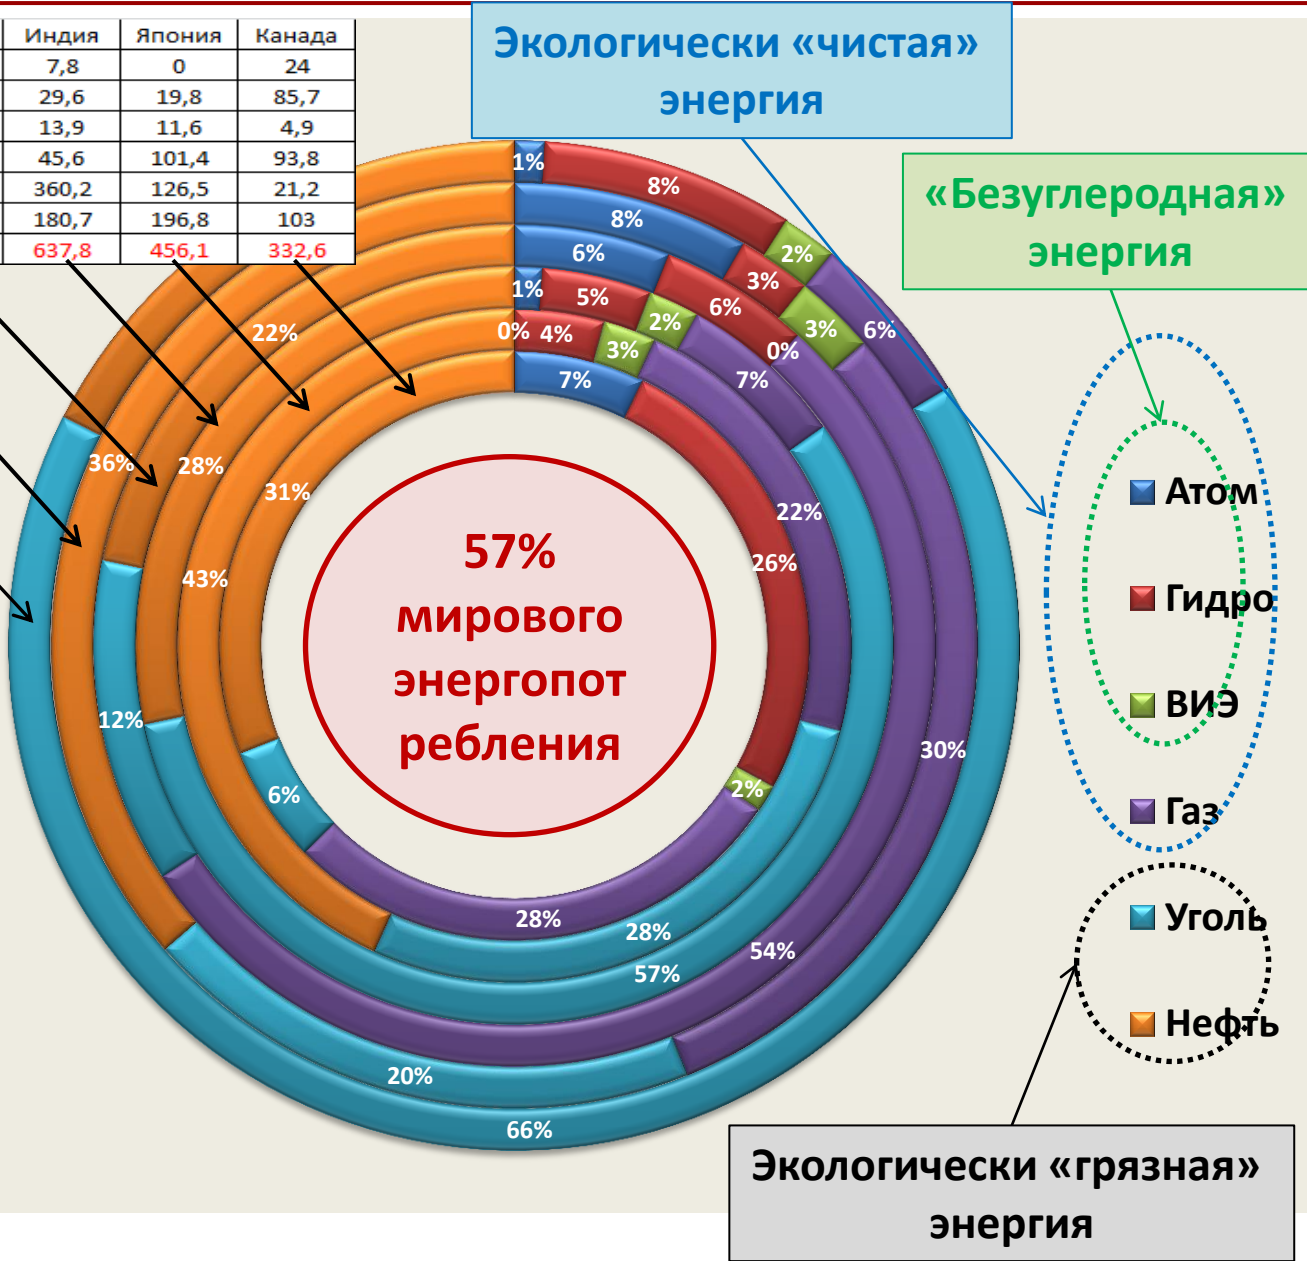 Индия Япония Канада
7,8 0 24
29,6 19,8 85,7
13,9 11,6 4,9
45,6 101,4 93,8
360,2 126,5 21,2
180,7 196,8 103
637,8 456,1 332,6
Экологически «чистая»
энергия
«Безуглеродная»
энергия
1%
8%
2%
6%
66%
8%
3%
3%
30%
20%
36%
6%
6%
0%
54%
12%
22%
1%
5%
2%
7%
57%
28%
0%
4%
3%
22%
28%
43%
7%
26%
2%
28%
6%
31%
57%
мирового
энергопот
ребления
Атом
Гидро
ВИЭ
Газ
Уголь
Нефть
Экологически «грязная»
энергия